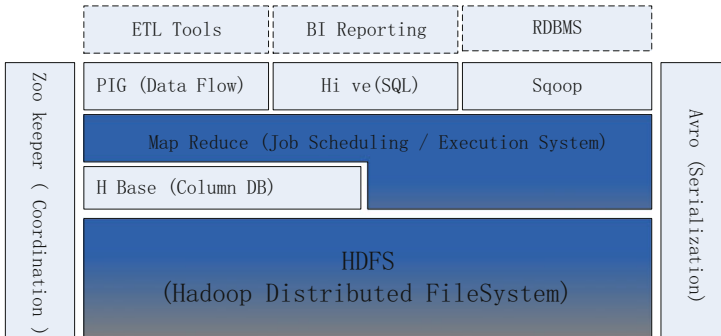 ETL Tools
BI Reporting
RDBMS
PIG (Data Flow)
Hi ve(SQL)
Sqoop
Zoo keeper ( Coordination )
Map Reduce (Job Scheduling / Execution System)
H Base (Column DB)
HDFS
(Hadoop Distributed FileSystem)
Avro (Serialization)